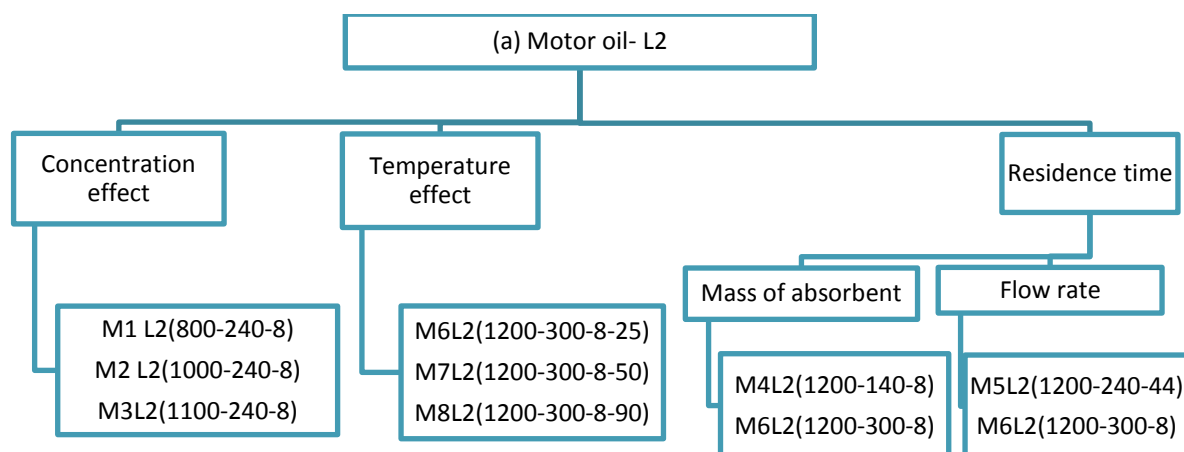 (a) Motor oil- L2
Concentration
effect
Temperature
effect
Residence time
Mass of absorbent
Flow rate
M1 L2(800-240-8)
M2 L2(1000-240-8)
M3L2(1100-240-8)
M6L2(1200-300-8-25)
M7L2(1200-300-8-50)
M8L2(1200-300-8-90)
M4L2(1200-140-8)
M6L2(1200-300-8)
M5L2(1200-240-44)
M6L2(1200-300-8)